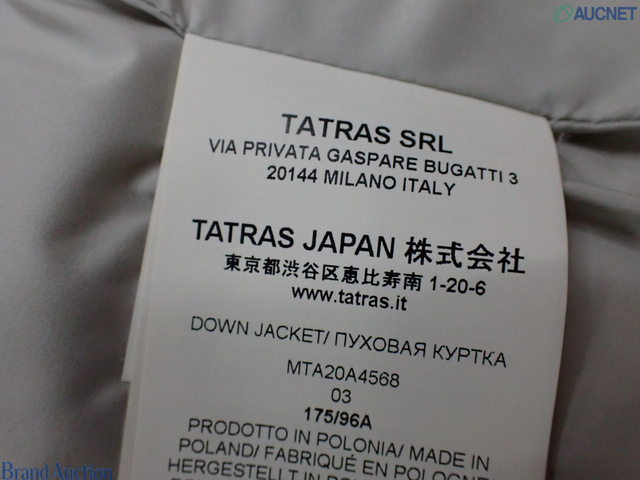 AUCNET
TATRAS SRL
VIA PRIVATA GASPARE BUGATTI 3
20144 MILANO ITALY
TATRAS JAPAN 株式会社
東京都渋谷区恵比寿南 1-20-6
www.tatras.it
DOWN JACKET/ ПУХОВАЯ КУРТКА
MTA20A4568
03
175/96A
PRODOTTO IN POLONIA/ MADE IN
POLAND/ FABRIQUÉ EN POLOGNE
HERGESTELLT IN
Brand Auction